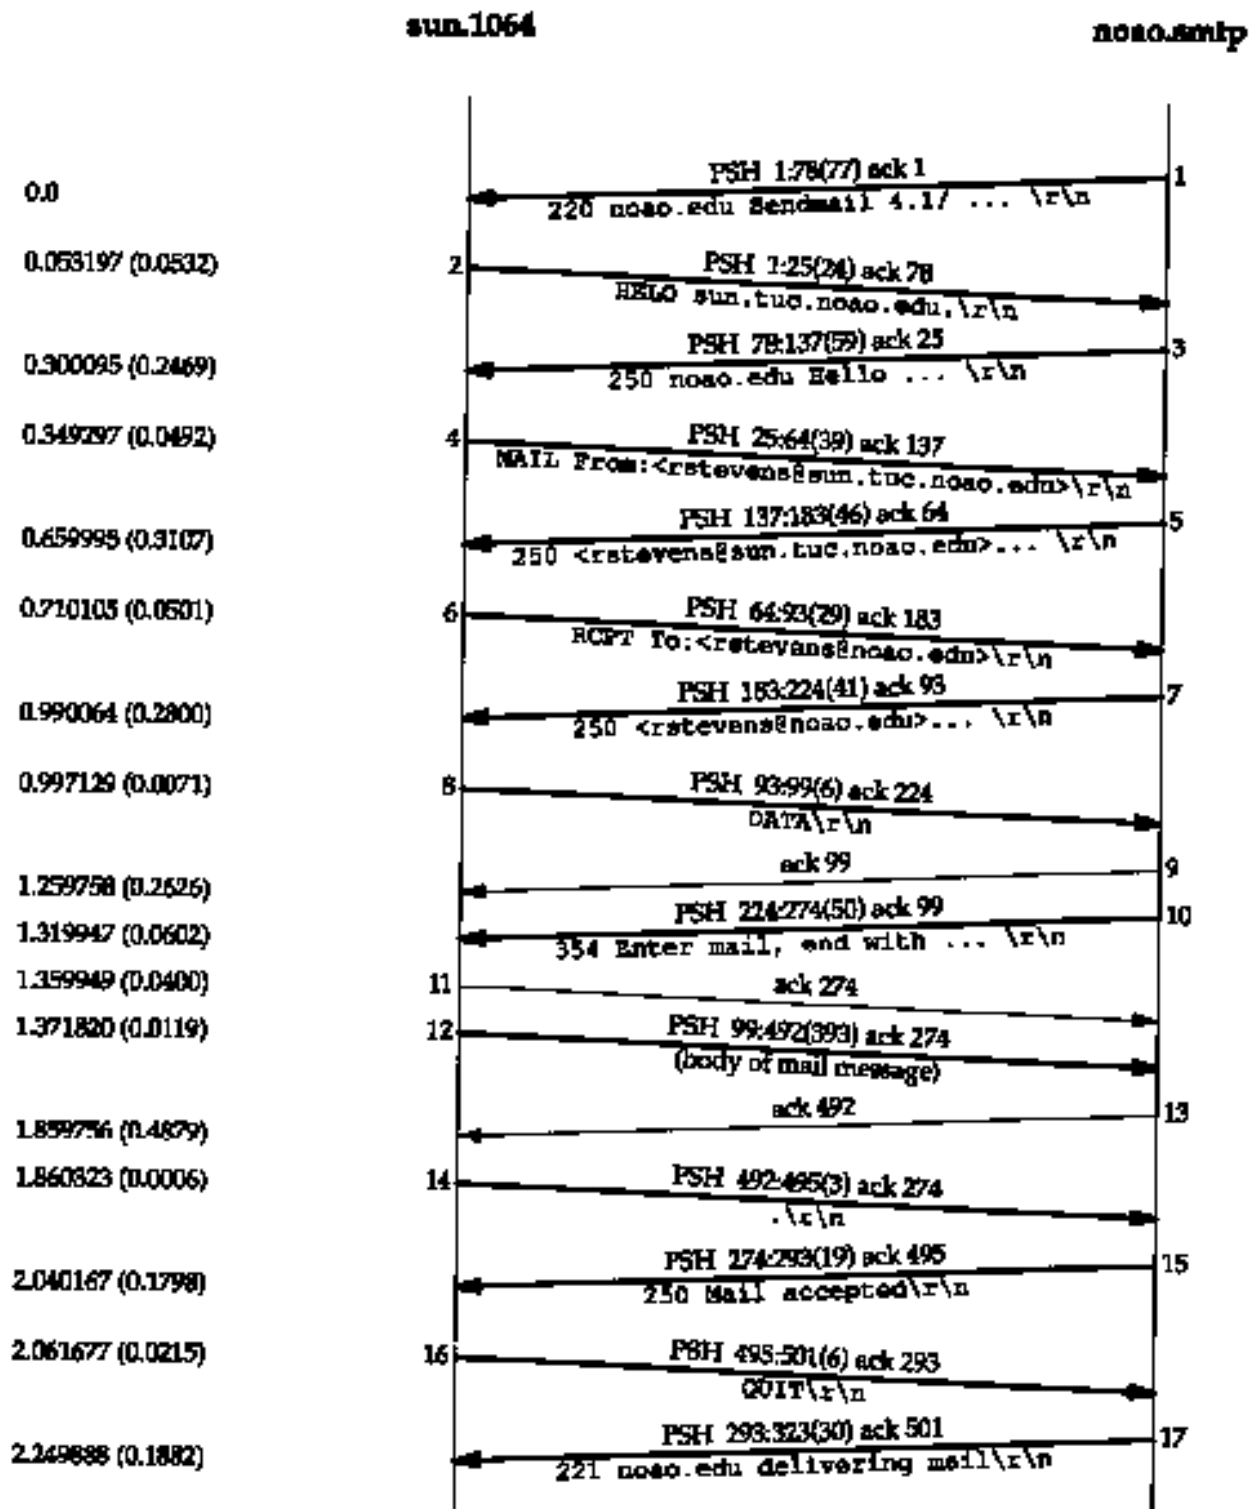 sun.1064 noao.smtp
PSH 1:78(77) ack 1 1
0.0
220 noao.edu Sendmail 4.1/ ... \r\n
0.053197 (0.0532) 2 PSH 1:25(24) ack 78
HELO sun.tuc.noao.edu.\r\n
PSH 78:137(59) ack 25 3
0.300095 (0.2469)
250 noao.edu Hello ... \r\n
0.349297 (0.0492) 4 PSH 25:64(39) ack 137
MAIL From:<rstevens@sun.tuc.noao.edu>\r\n
PSH 137:183(46) ack 64 5
0.659995 (0.3107)
250 <rstevens@sun.tuc.noao.edu>... \r\n
0.710105 (0.0501) 6 PSH 64:93(29) ack 183
RCPT To:<rstevens@noao.edu>\r\n
PSH 183:224(41) ack 93 7
0.990064 (0.2800)
250 <rstevens@noao.edu>... \r\n
0.997129 (0.0071) 8 PSH 93:99(6) ack 224
DATA\r\n
ack 99 9
1.259758 (0.2626)
PSH 224:274(50) ack 99 10
1.319947 (0.0602)
354 Enter mail, end with ... \r\n
1.359949 (0.0400) 11 ack 274
1.371820 (0.0119) 12 PSH 99:492(393) ack 274
(body of mail message)
ack 492 13
1.859756 (0.4879)
1.860323 (0.0006) 14 PSH 492:495(3) ack 274
.\r\n
PSH 274:293(19) ack 495 15
2.040167 (0.1798)
250 Mail accepted\r\n
2.061677 (0.0215) 16 PSH 495:501(6) ack 293
QUIT\r\n
PSH 293:323(30) ack 501 17
2.249888 (0.1882)
221 noao.edu delivering mail\r\n